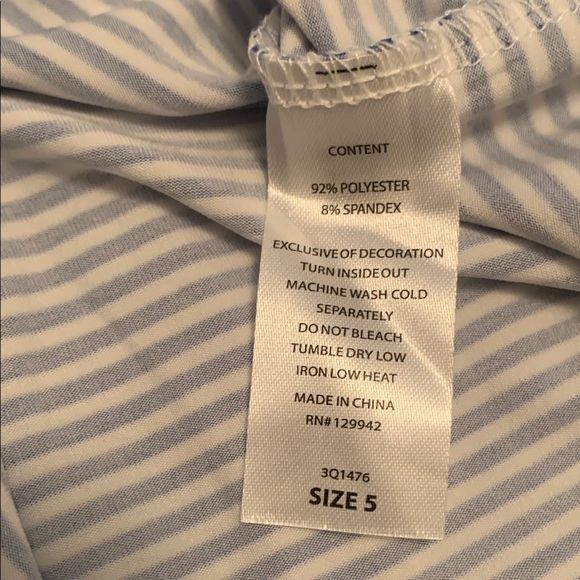 CONTENT
92% POLYESTER
8% SPANDEX
EXCLUSIVE OF DECORATION
TURN INSIDE OUT
MACHINE WASH COLD
SEPARATELY
DO NOT BLEACH
TUMBLE DRY LOW
IRON LOW HEAT
MADE IN CHINA
RN# 129942
3Q1476
SIZE 5